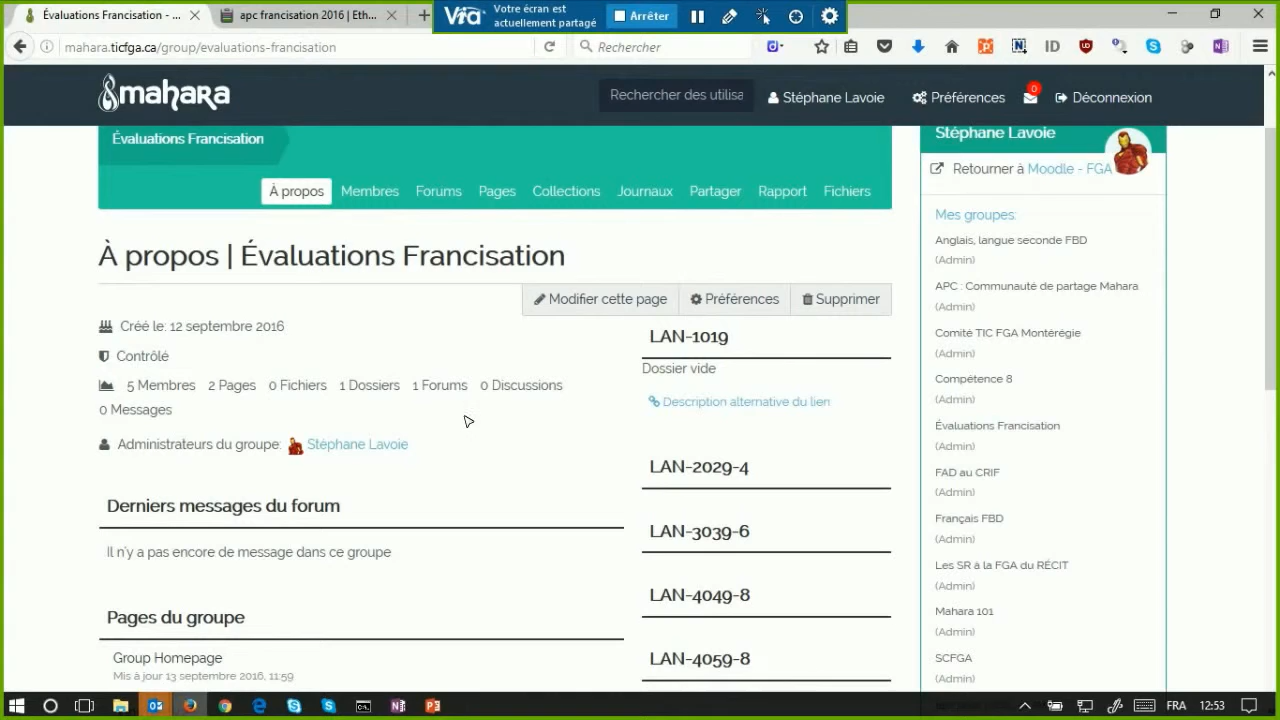 Évaluations Francisation - ...
apc francisation 2016 | Eth...
Via
Votre écran est
actuellement partagé
Arrêter
mahara.ticfga.ca/group/evaluations-francisation
Rechercher
ID
mahara
Rechercher des utilisa
Stéphane Lavoie
Préférences
0
Déconnexion
Évaluations Francisation
À propos
Membres
Forums
Pages
Collections
Journaux
Partager
Rapport
Fichiers
À propos | Évaluations Francisation
Modifier cette page
Préférences
Supprimer
Créé le: 12 septembre 2016
Contrôlé
5 Membres 2 Pages 0 Fichiers 1 Dossiers 1 Forums 0 Discussions
0 Messages
Administrateurs du groupe: Stéphane Lavoie
Derniers messages du forum
Il n'y a pas encore de message dans ce groupe
Pages du groupe
Group Homepage
Mis à jour 13 septembre 2016, 11:59
LAN-1019
Dossier vide
Description alternative du lien
LAN-2029-4
LAN-3039-6
LAN-4049-8
LAN-4059-8
Stéphane Lavoie
Retourner à Moodle - FGA
Mes groupes:
Anglais, langue seconde FBD
(Admin)
APC : Communauté de partage Mahara
(Admin)
Comité TIC FGA Montérégie
(Admin)
Compétence 8
(Admin)
Évaluations Francisation
(Admin)
FAD au CRIF
(Admin)
Français FBD
(Admin)
Les SR à la FGA du RÉCIT
(Admin)
Mahara 101
(Admin)
SCFGA
(Admin)
FRA
12:53